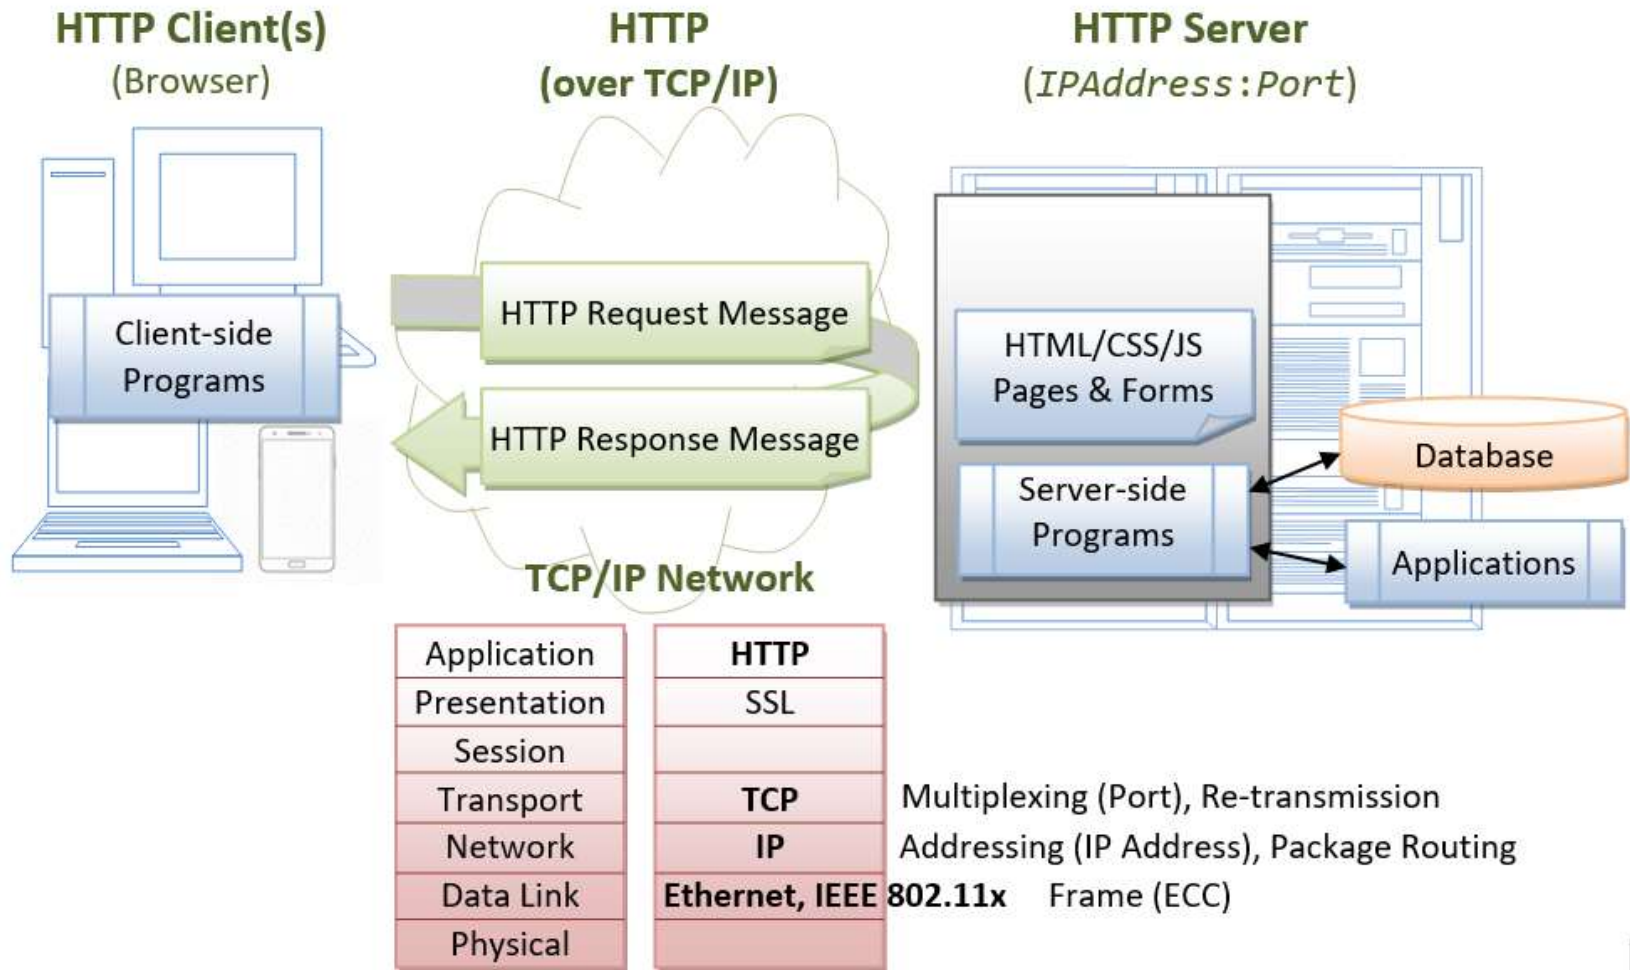 HTTP Client(s)
(Browser)
HTTP
(over TCP/IP)
HTTP Server
(IPAddress:Port)
Client-side
Programs
HTTP Request Message
HTTP Response Message
TCP/IP Network
HTML/CSS/JS
Pages & Forms
Server-side
Programs
Database
Applications
Application HTTP
Presentation SSL
Session
Transport TCP Multiplexing (Port), Re-transmission
Network IP Addressing (IP Address), Package Routing
Data Link Ethernet, IEEE 802.11x Frame (ECC)
Physical